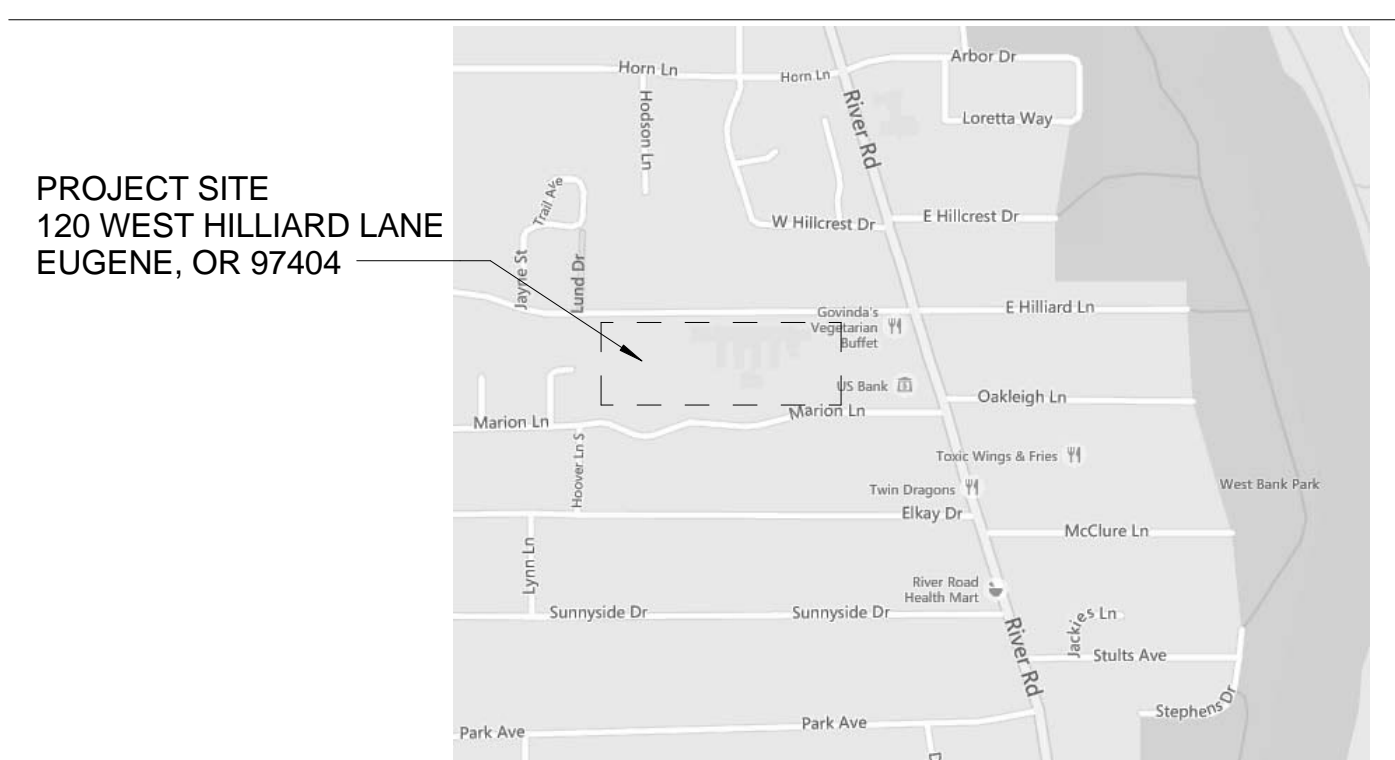 Horn Ln
Horn Ln
Arbor Dr
Hodson Ln
River Rd
Loretta Way
PROJECT SITE
120 WEST HILLIARD LANE
EUGENE, OR 97404
Trail Ave
W Hillcrest Dr
E Hillcrest Dr
Jayne St
Lund Dr
Govinda's
Vegetarian
Buffet
E Hilliard Ln
US Bank
Oakleigh Ln
Marion Ln
Marion Ln
Hoover Ln S
Toxic Wings & Fries
Twin Dragons
West Bank Park
Elkay Dr
McClure Ln
Lynn Ln
River Road
Health Mart
Sunnyside Dr
Sunnyside Dr
Jackies Ln
River Rd
Stults Ave
Stephens Dr
Park Ave
Park Ave